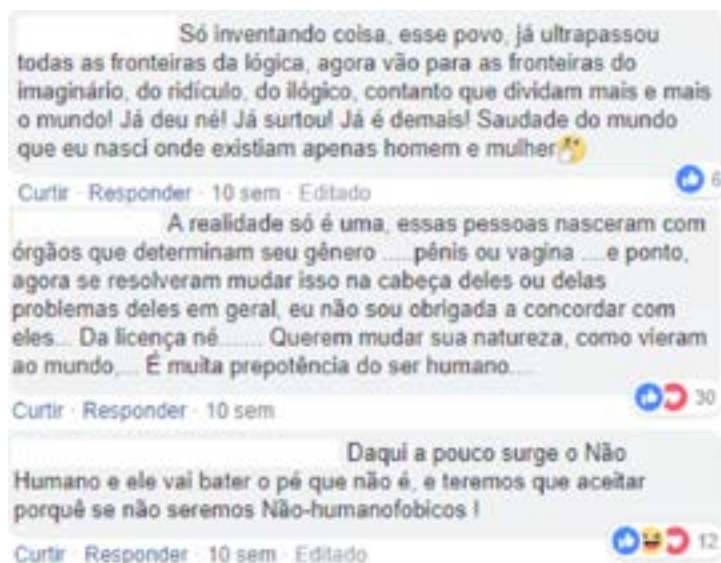 Só inventando coisa, esse povo, já ultrapassou
todas as fronteiras da lógica, agora vão para as fronteiras do
imaginário, do ridículo, do ilógico, contanto que dividam mais e mais
o mundo! Já deu né! Já surtou! Já é demais! Saudade do mundo
que eu nasci onde existiam apenas homem e mulher
Curtir · Responder · 10 sem · Editado 6
A realidade só é uma, essas pessoas nasceram com
órgãos que determinam seu gênero .....pênis ou vagina ....e ponto,
agora se resolveram mudar isso na cabeça deles ou delas
problemas deles em geral, eu não sou obrigada a concordar com
eles... Da licença né........ Querem mudar sua natureza, como vieram
ao mundo,... É muita prepotência do ser humano....
Curtir · Responder · 10 sem 30
Daqui a pouco surge o Não
Humano e ele vai bater o pé que não é, e teremos que aceitar
porquê se não seremos Não-humanofobicos !
Curtir · Responder · 10 sem · Editado 12